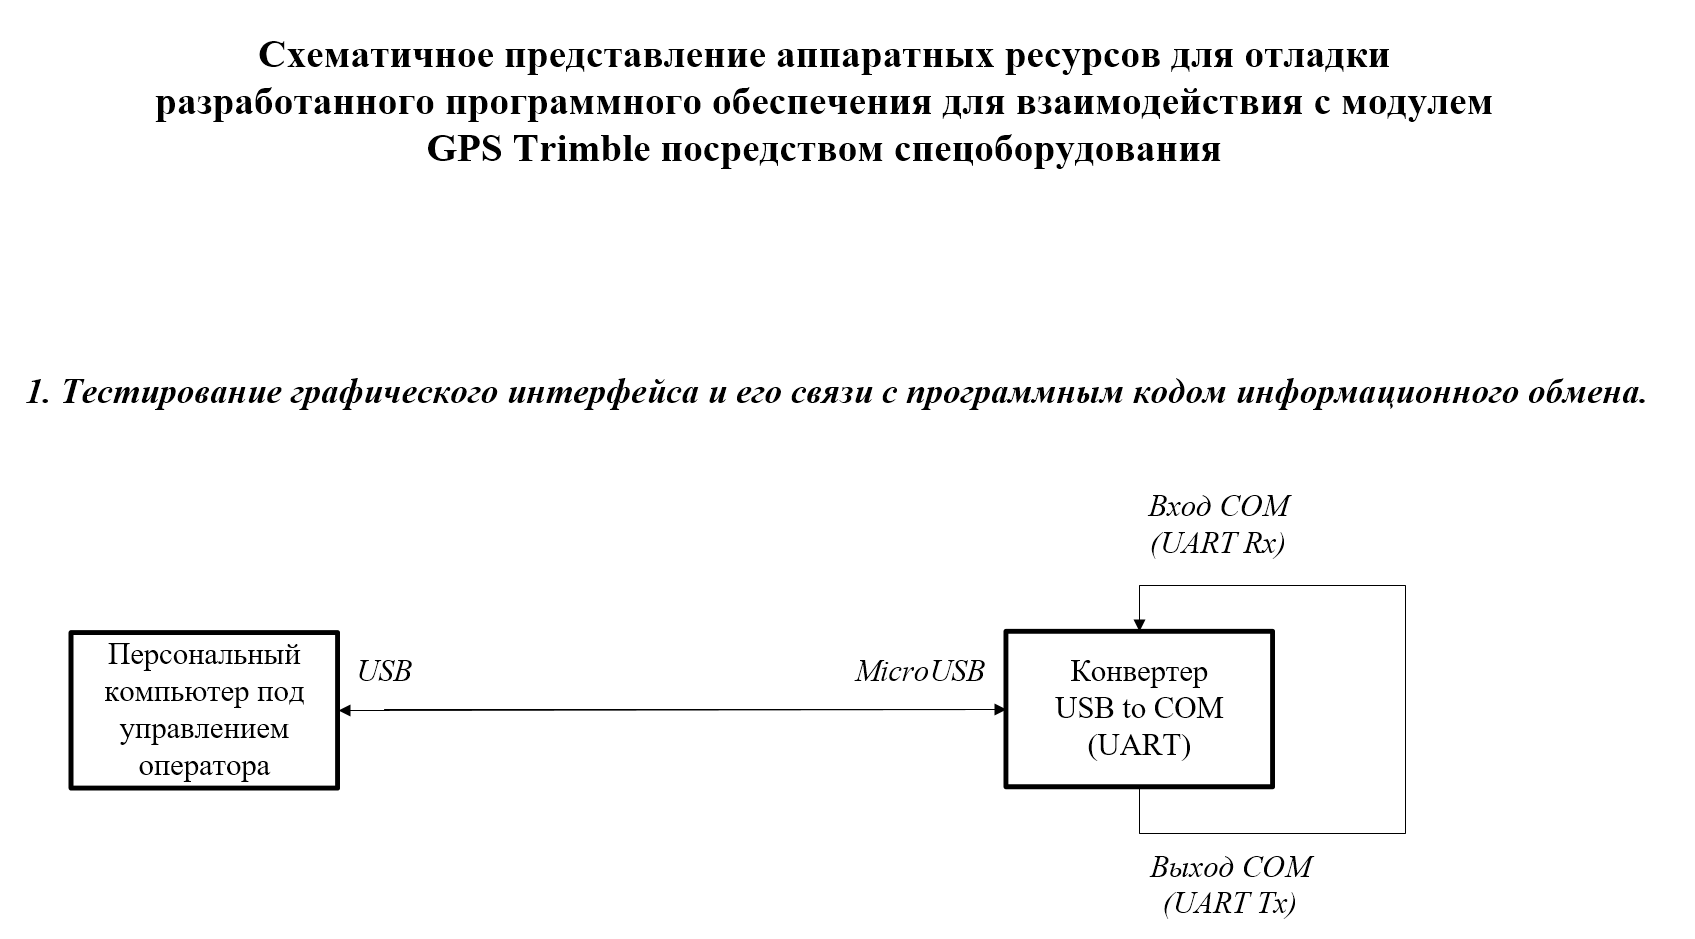 Схематичное представление аппаратных ресурсов для отладки
разработанного программного обеспечения для взаимодействия с модулем
GPS Trimble посредством спецоборудования
1. Тестирование графического интерфейса и его связи с программным кодом информационного обмена.
Вход COM
(UART Rx)
Персональный
компьютер под
управлением
оператора
USB
MicroUSB
Конвертер
USB to COM
(UART)
Выход COM
(UART Tx)